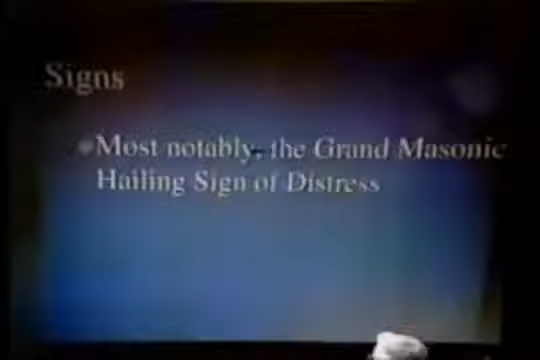 Signs
Most notably, the Grand Masonic
Hailing Sign of Distress